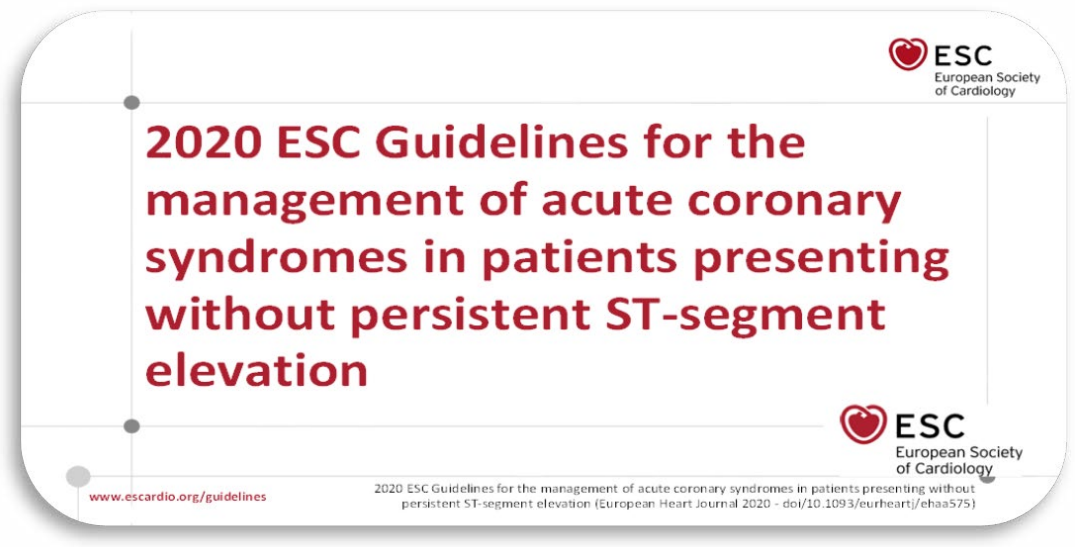 ESC
European Society
of Cardiology
2020 ESC Guidelines for the
management of acute coronary
syndromes in patients presenting
without persistent ST-segment
elevation
ESC
European Society
of Cardiology
www.escardio.org/guidelines
2020 ESC Guidelines for the management of acute coronary syndromes in patients presenting without
persistent ST-segment elevation (European Heart Journal 2020 - doi/10.1093/eurheartj/ehaa575)